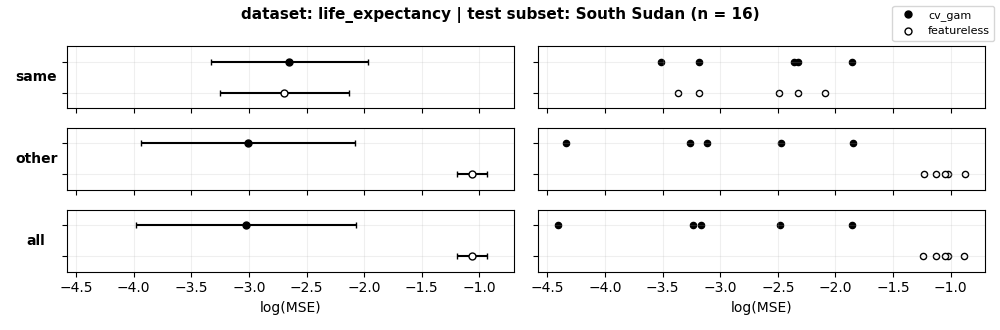 dataset: life_expectancy | test subset: South Sudan (n = 16)
cv_gam
featureless
same
other
all
−4.5 −4.0 −3.5 −3.0 −2.5 −2.0 −1.5 −1.0
log(MSE)
−4.5 −4.0 −3.5 −3.0 −2.5 −2.0 −1.5 −1.0
log(MSE)